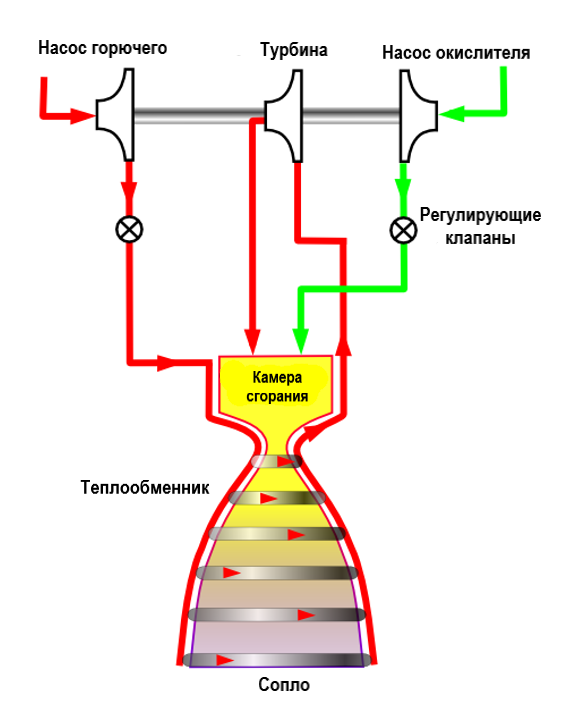 Насос горючего
Турбина
Насос окислителя
Регулирующие
клапаны
Камера
сгорания
Теплообменник
Сопло